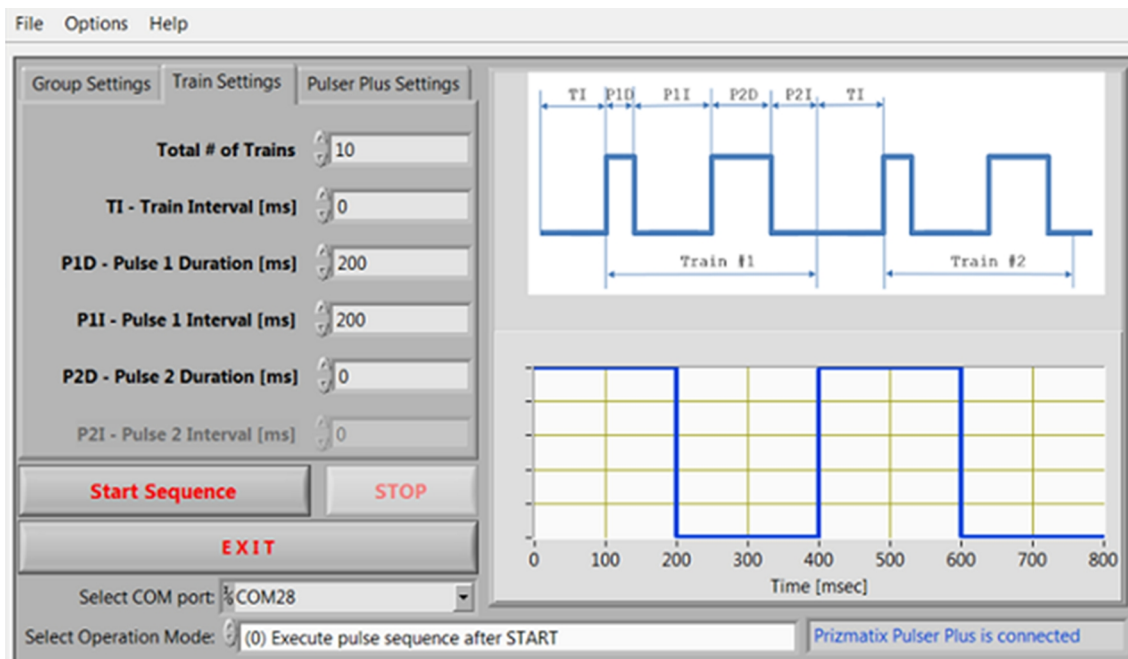 File Options Help
Group Settings Train Settings Pulser Plus Settings
Total # of Trains 10
TI - Train Interval [ms] 0
P1D - Pulse 1 Duration [ms] 200
P1I - Pulse 1 Interval [ms] 200
P2D - Pulse 2 Duration [ms] 0
P2I - Pulse 2 Interval [ms] 0
Start Sequence STOP
EXIT
Select COM port: COM28
Select Operation Mode: (0) Execute pulse sequence after START
TI P1D P1I P2D P2I TI
Train #1 Train #2
0 100 200 300 400 500 600 700 800
Time [msec]
Prizmatix Pulser Plus is connected